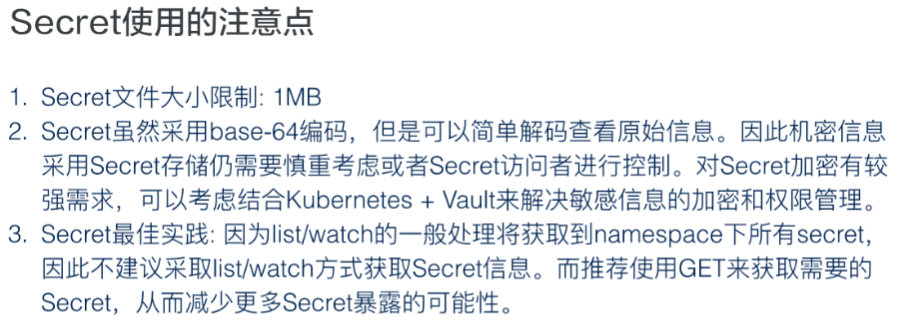 Secret使用的注意点
1. Secret文件大小限制: 1MB
2. Secret虽然采用base-64编码，但是可以简单解码查看原始信息。因此机密信息
采用Secret存储仍需要慎重考虑或者Secret访问者进行控制。对Secret加密有较
强需求，可以考虑结合Kubernetes + Vault来解决敏感信息的加密和权限管理。
3. Secret最佳实践: 因为list/watch的一般处理将获取到namespace下所有secret,
因此不建议采取list/watch方式获取Secret信息。而推荐使用GET来获取需要的
Secret，从而减少更多Secret暴露的可能性。